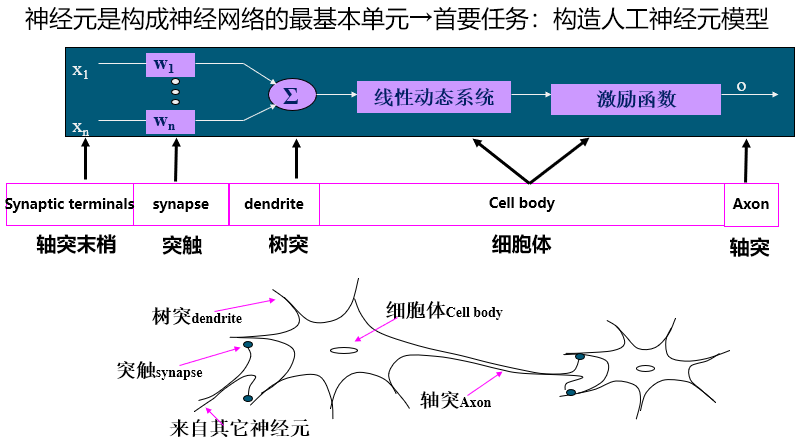 神经元是构成神经网络的最基本单元→首要任务：构造人工神经元模型
x1
w1
Σ
线性动态系统
激励函数
o
xn
wn
Synaptic terminals
synapse
dendrite
Cell body
Axon
轴突末梢
突触
树突
细胞体
轴突
树突dendrite
细胞体Cell body
突触synapse
轴突Axon
来自其它神经元